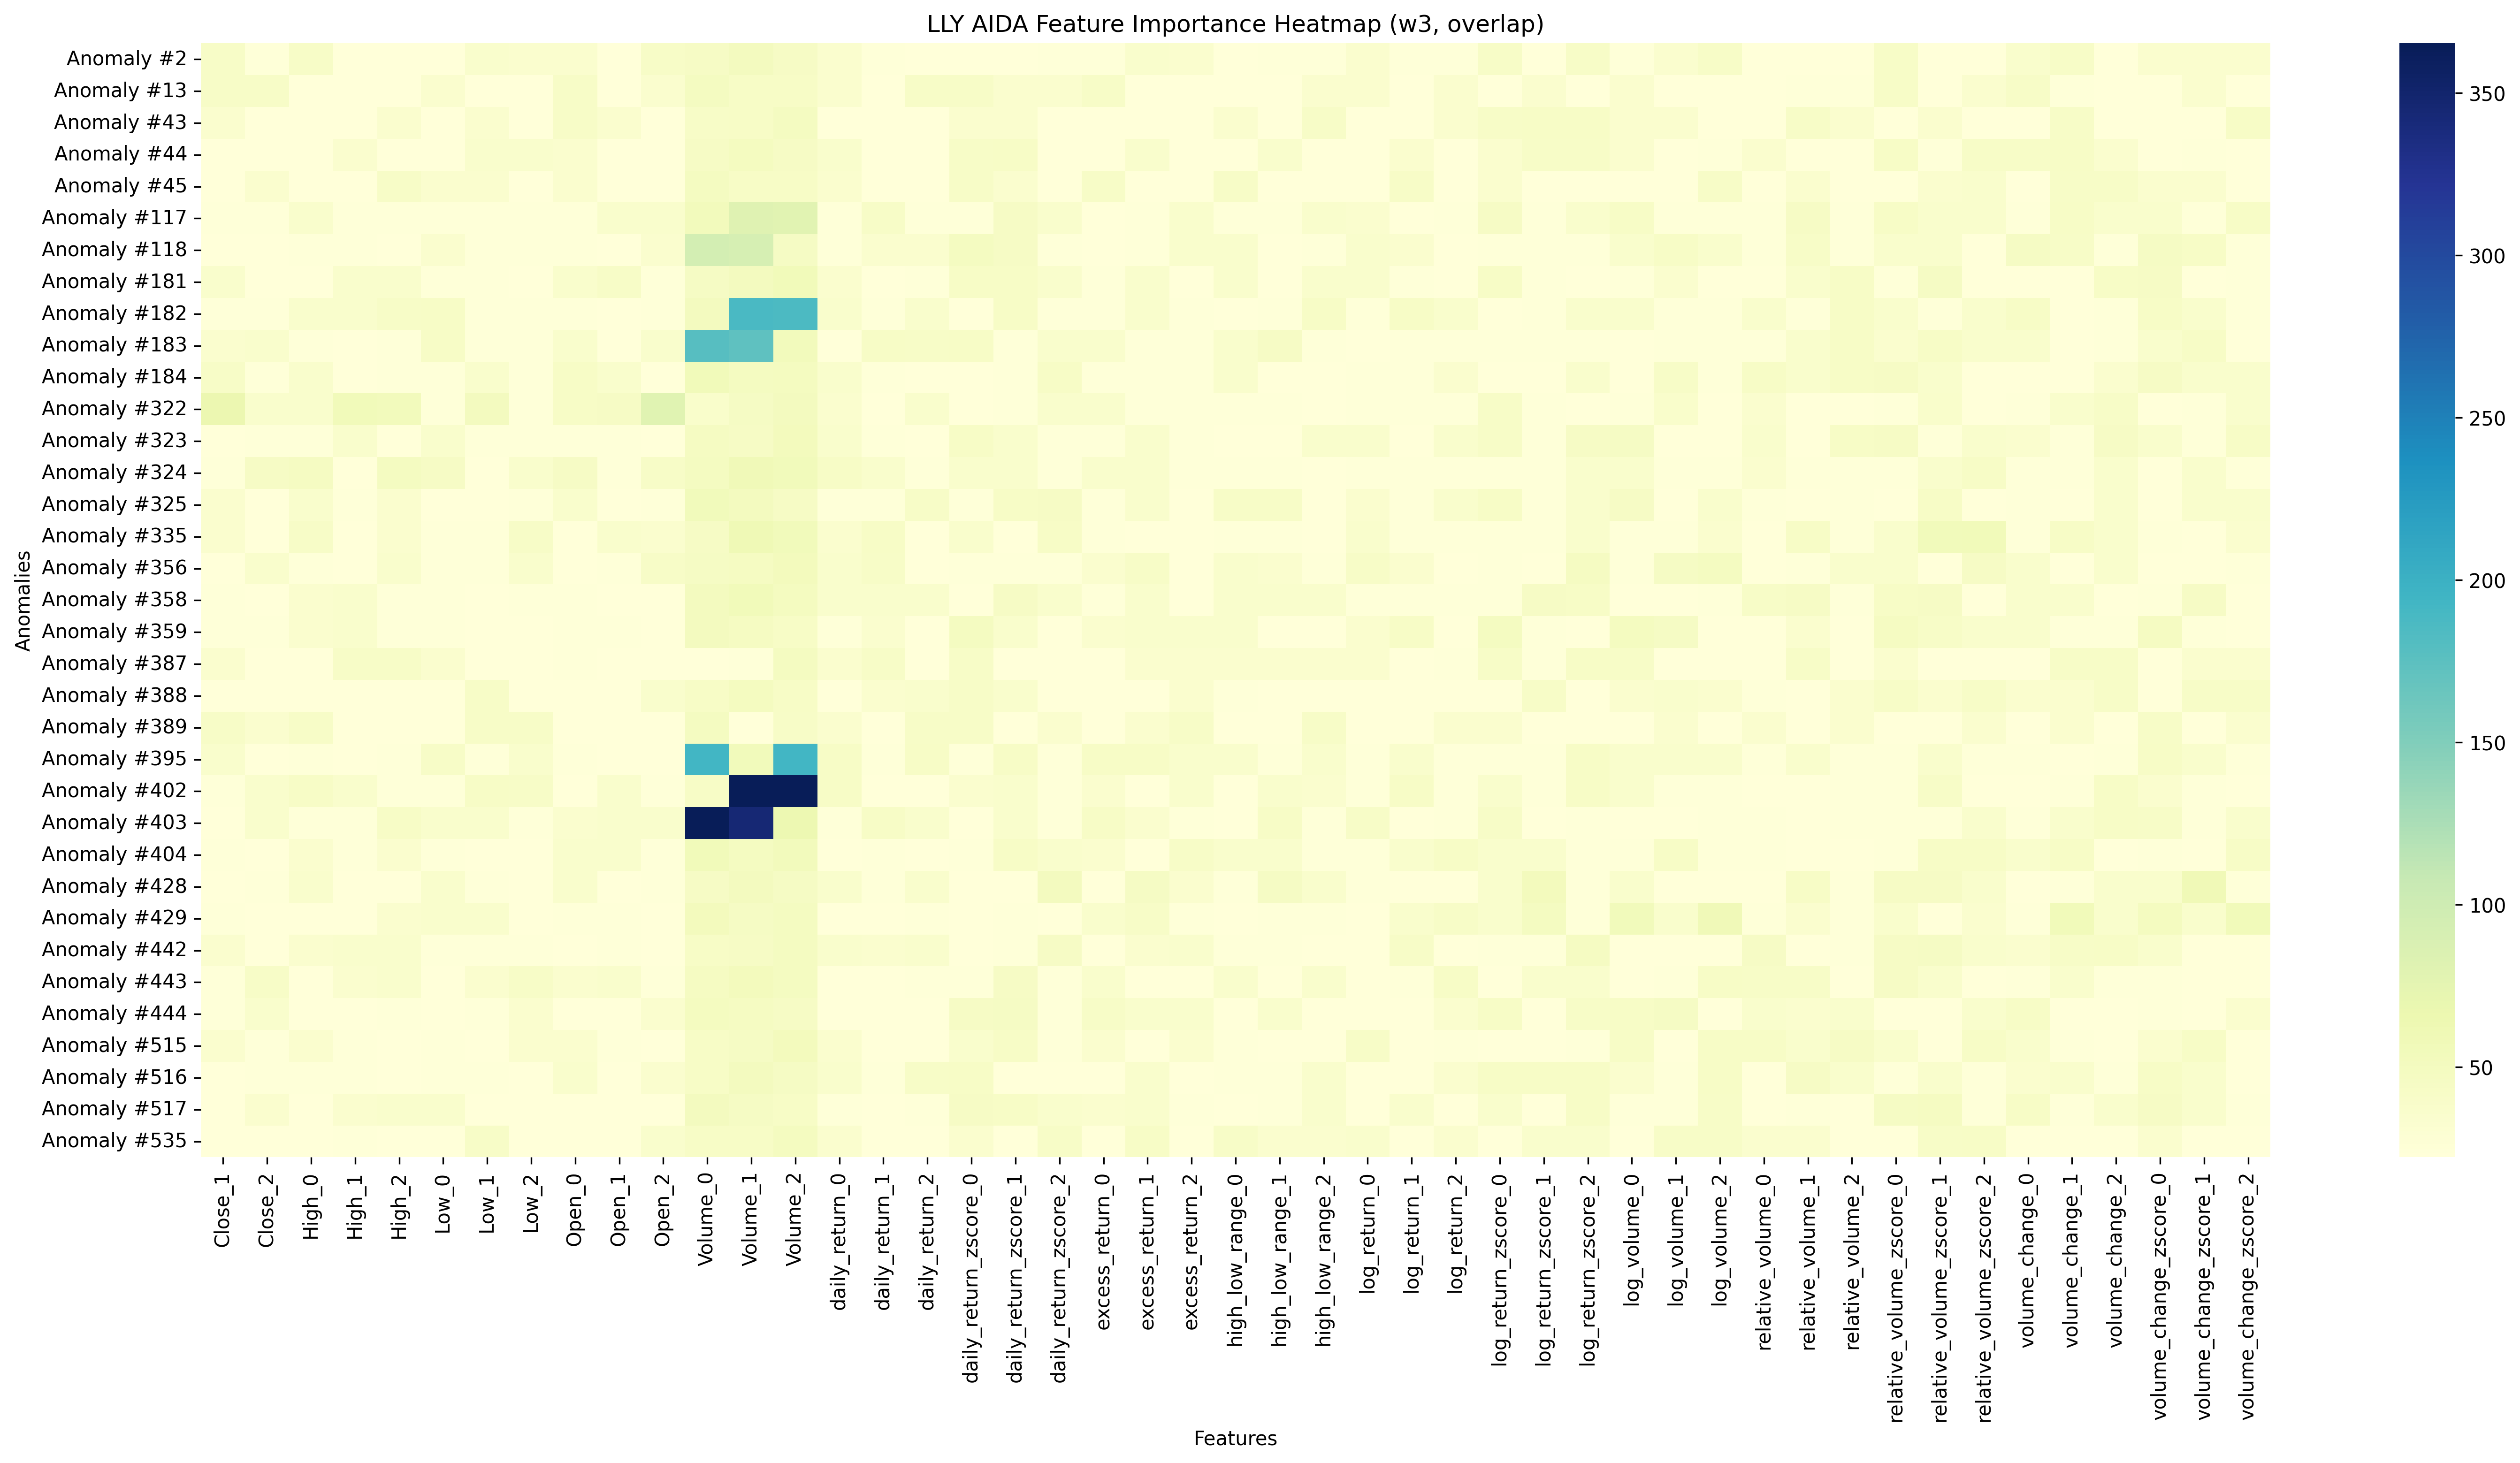 LLY AIDA Feature Importance Heatmap (w3, overlap)
Anomalies
Anomaly #2
Anomaly #13
Anomaly #43
Anomaly #44
Anomaly #45
Anomaly #117
Anomaly #118
Anomaly #181
Anomaly #182
Anomaly #183
Anomaly #184
Anomaly #322
Anomaly #323
Anomaly #324
Anomaly #325
Anomaly #335
Anomaly #356
Anomaly #358
Anomaly #359
Anomaly #387
Anomaly #388
Anomaly #389
Anomaly #395
Anomaly #402
Anomaly #403
Anomaly #404
Anomaly #428
Anomaly #429
Anomaly #442
Anomaly #443
Anomaly #444
Anomaly #515
Anomaly #516
Anomaly #517
Anomaly #535
Close_1
Close_2
High_0
High_1
High_2
Low_0
Low_1
Low_2
Open_0
Open_1
Open_2
Volume_0
Volume_1
Volume_2
daily_return_0
daily_return_1
daily_return_2
daily_return_zscore_0
daily_return_zscore_1
daily_return_zscore_2
excess_return_0
excess_return_1
excess_return_2
high_low_range_0
high_low_range_1
high_low_range_2
log_return_0
log_return_1
log_return_2
log_return_zscore_0
log_return_zscore_1
log_return_zscore_2
log_volume_0
log_volume_1
log_volume_2
relative_volume_0
relative_volume_1
relative_volume_2
relative_volume_zscore_0
relative_volume_zscore_1
relative_volume_zscore_2
volume_change_0
volume_change_1
volume_change_2
volume_change_zscore_0
volume_change_zscore_1
volume_change_zscore_2
Features
350
300
250
200
150
100
50